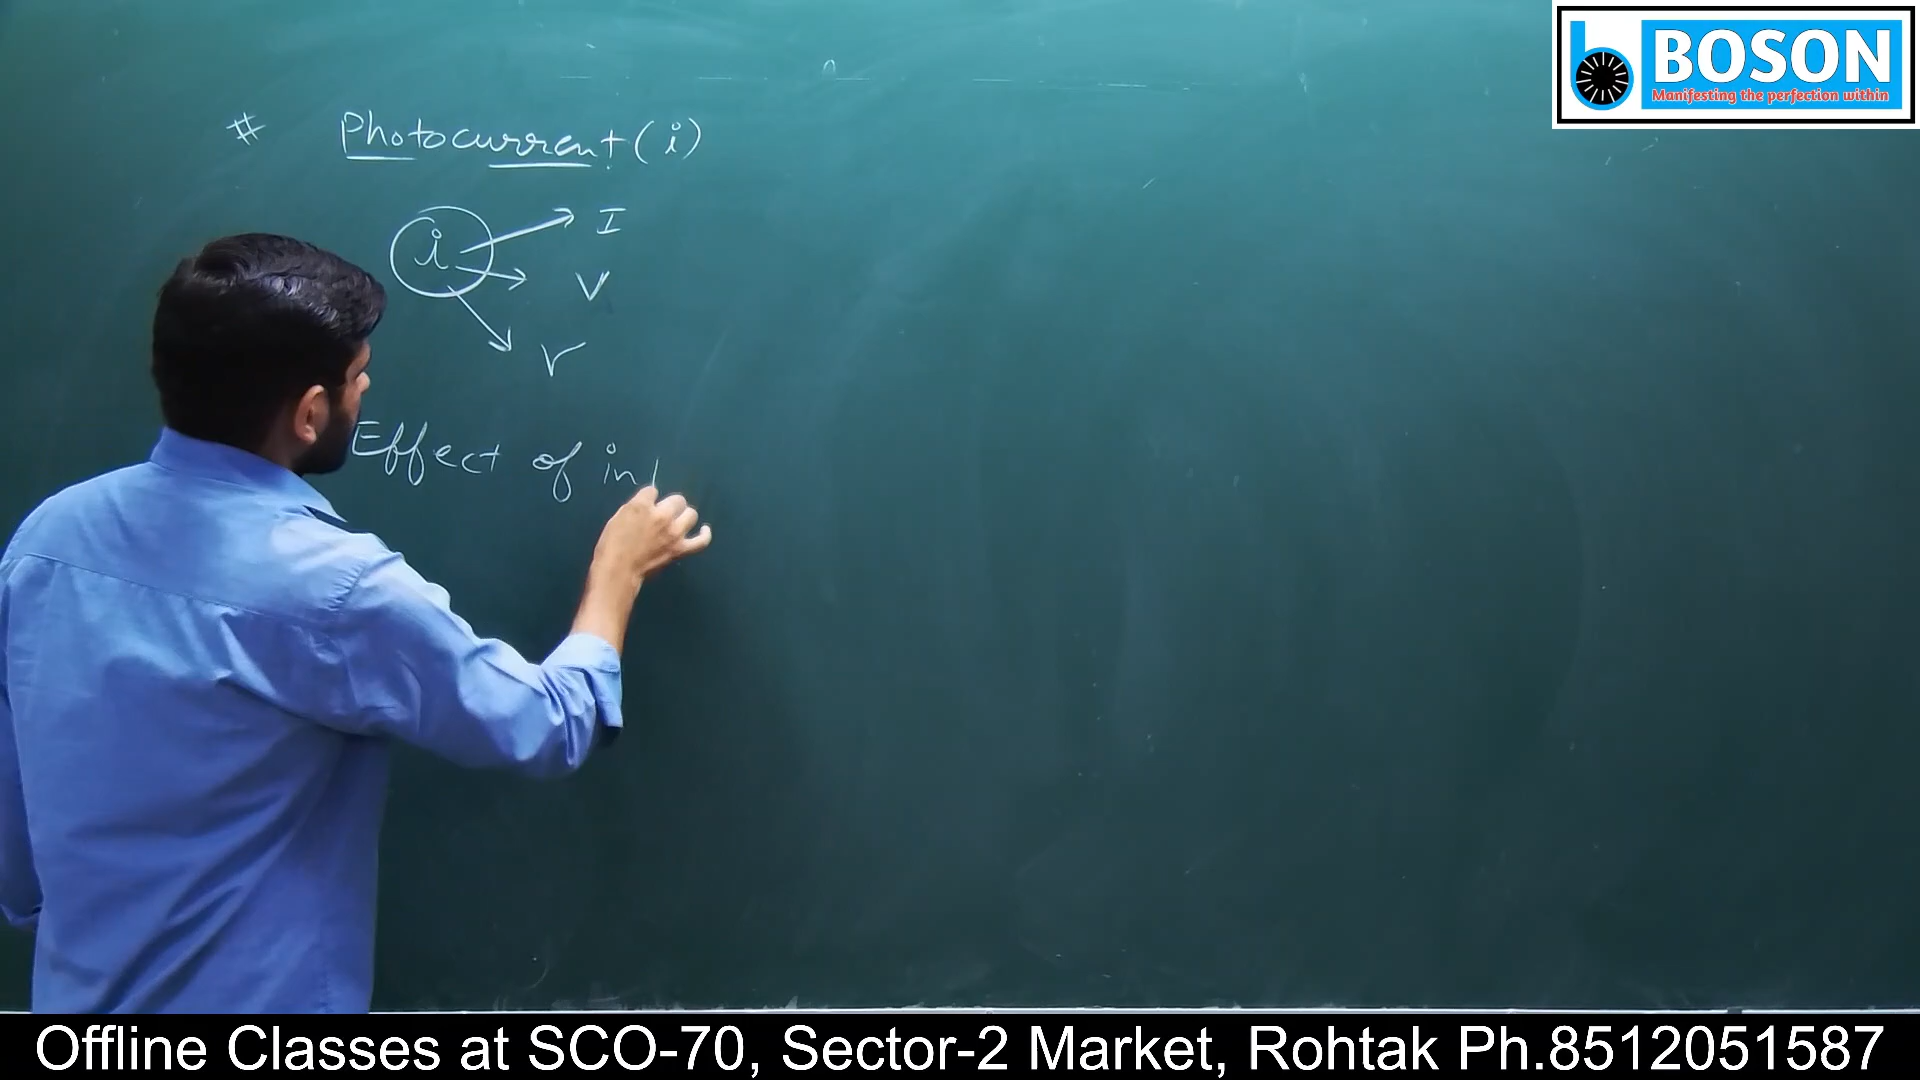 BOSON
Manifesting the perfection within
# Photocurrent (i)
i
I
V
ν
Effect of in
Offline Classes at SCO-70, Sector-2 Market, Rohtak Ph.8512051587